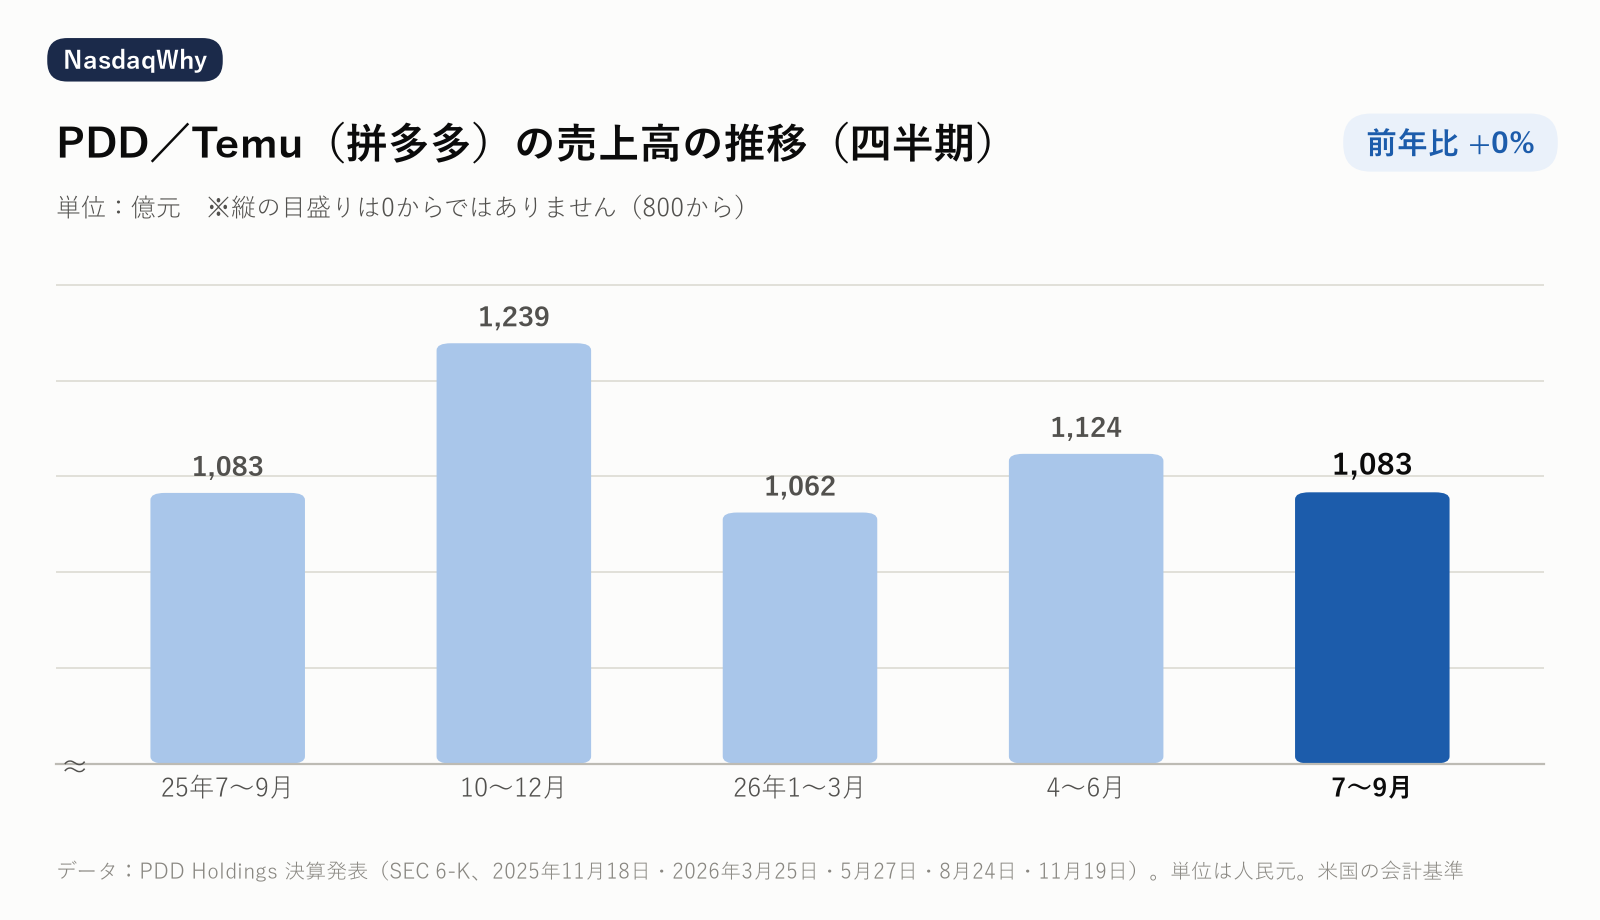 NasdaqWhy
PDD／Temu（拼多多）の売上高の推移（四半期）
前年比 +0%
単位：億元　※縦の目盛りは0からではありません（800から）
1,083
1,239
1,062
1,124
1,083
≈
25年7〜9月
10〜12月
26年1〜3月
4〜6月
7〜9月
データ：PDD Holdings 決算発表（SEC 6-K、2025年11月18日・2026年3月25日・5月27日・8月24日・11月19日）。単位は人民元。米国の会計基準